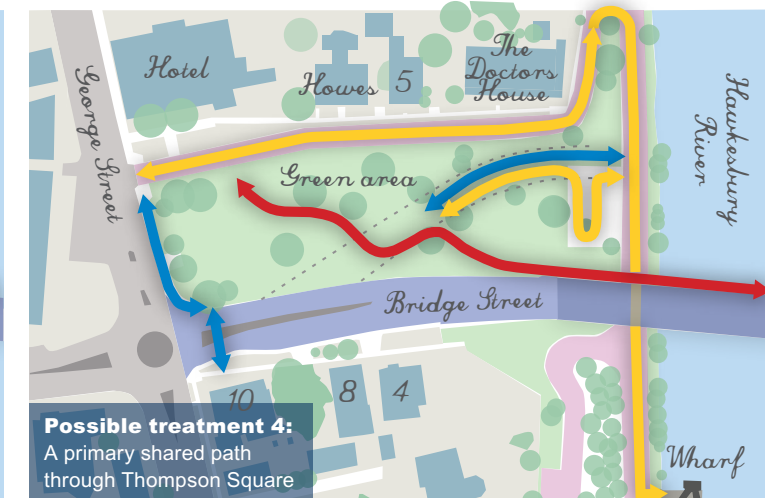 Hotel
Howes
5
The
Doctors
House
George Street
Green area
Hawkesbury
River
Bridge Street
10
8
4
Wharf
Possible treatment 4:
A primary shared path
through Thompson Square